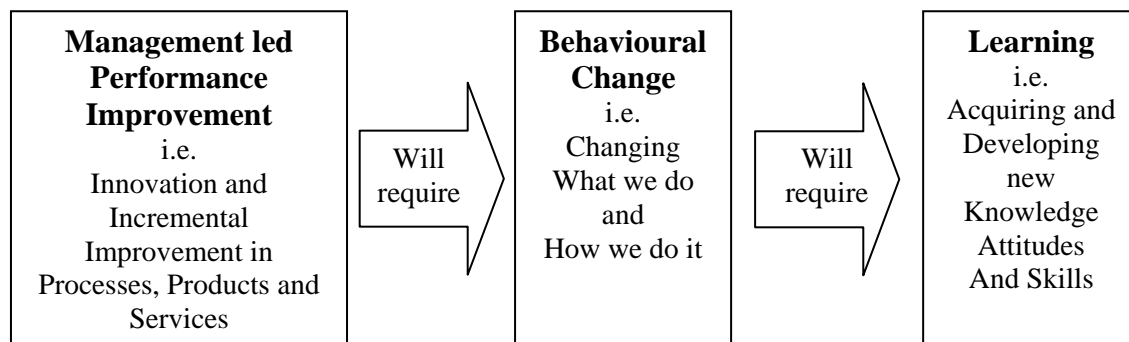 Management led
Performance
Improvement
i.e.
Innovation and
Incremental
Improvement in
Processes, Products and
Services
Will
require
Behavioural
Change
i.e.
Changing
What we do
and
How we do it
Will
require
Learning
i.e.
Acquiring and
Developing
new
Knowledge
Attitudes
And Skills